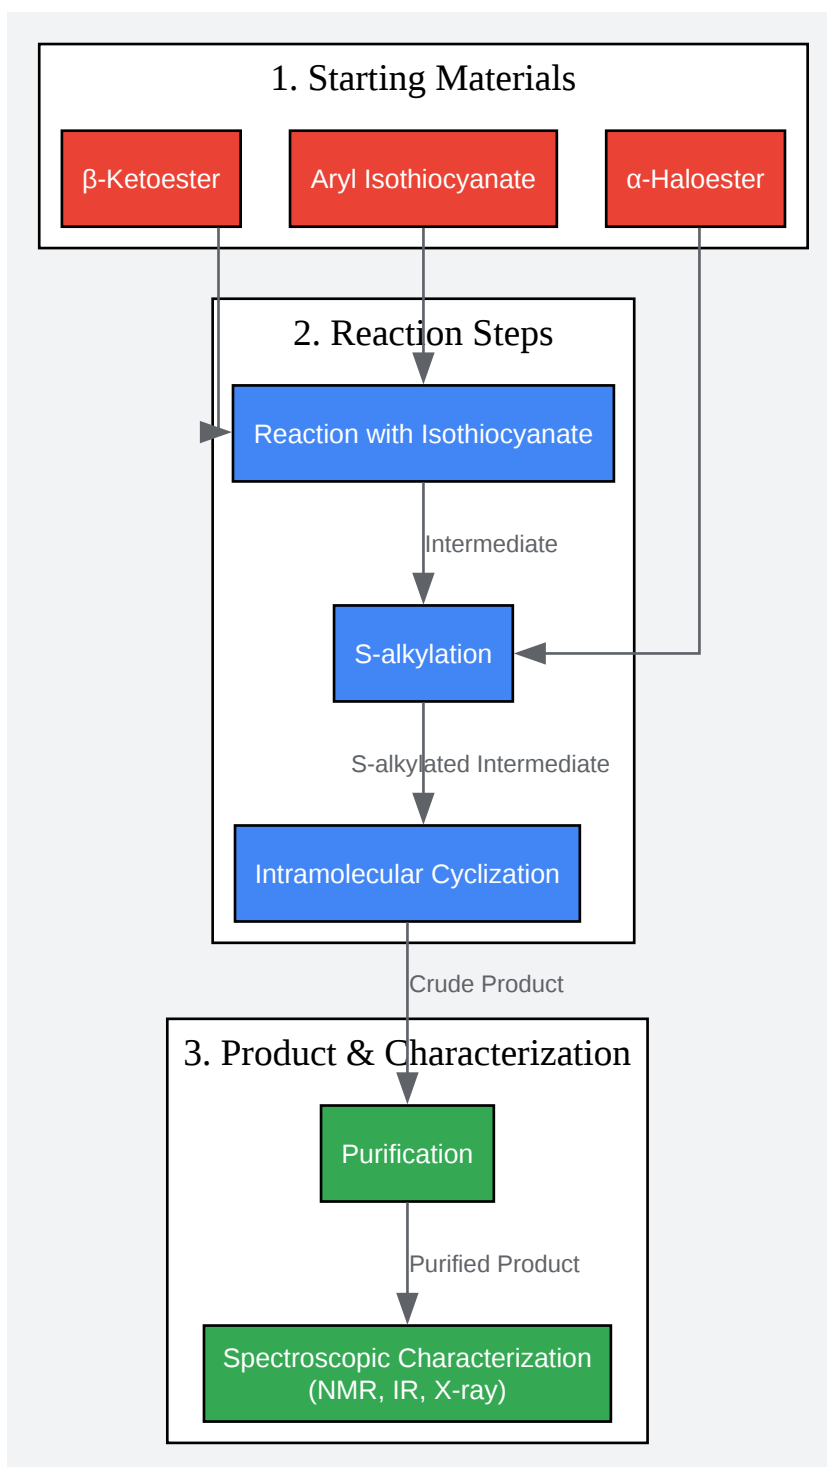 1. Starting Materials
β-Ketoester
Aryl Isothiocyanate
α-Haloester
2. Reaction Steps
Reaction with Isothiocyanate
Intermediate
S-alkylation
S-alkylated Intermediate
Intramolecular Cyclization
Crude Product
3. Product & Characterization
Purification
Purified Product
Spectroscopic Characterization
(NMR, IR, X-ray)